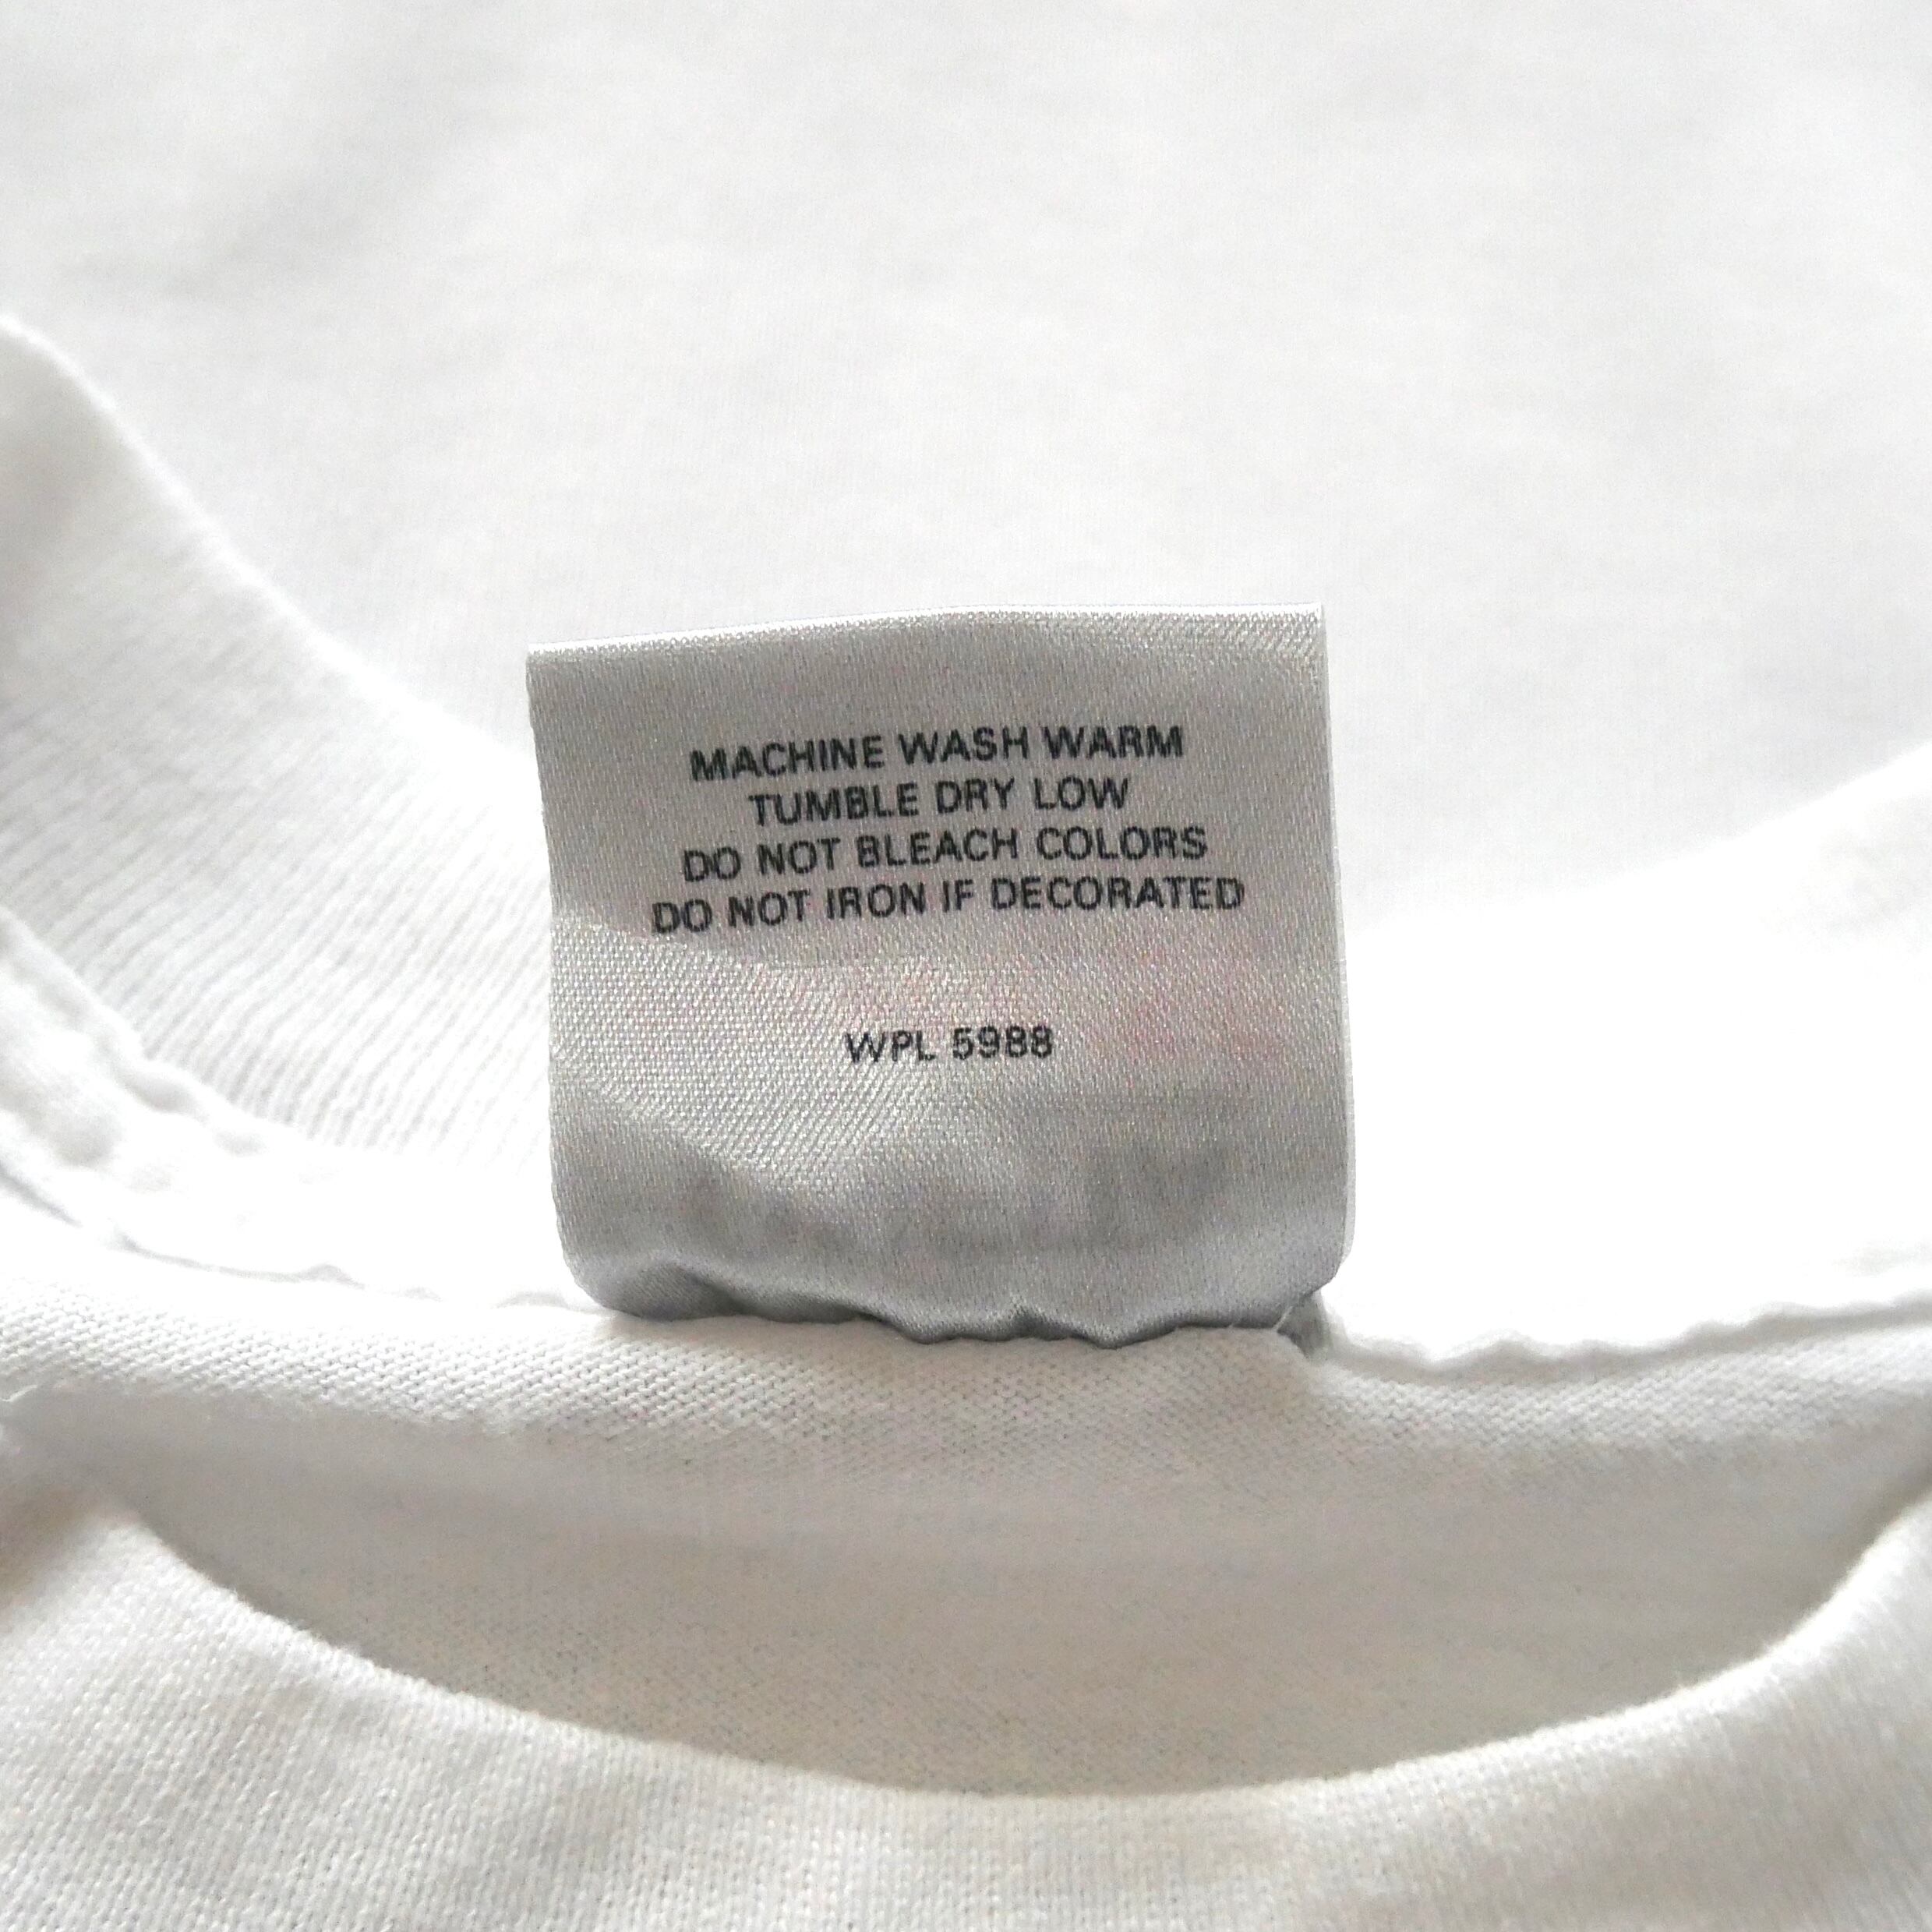 MACHINE WASH WARM
TUMBLE DRY LOW
DO NOT BLEACH COLORS
DO NOT IRON IF DECORATED
WPL 5988